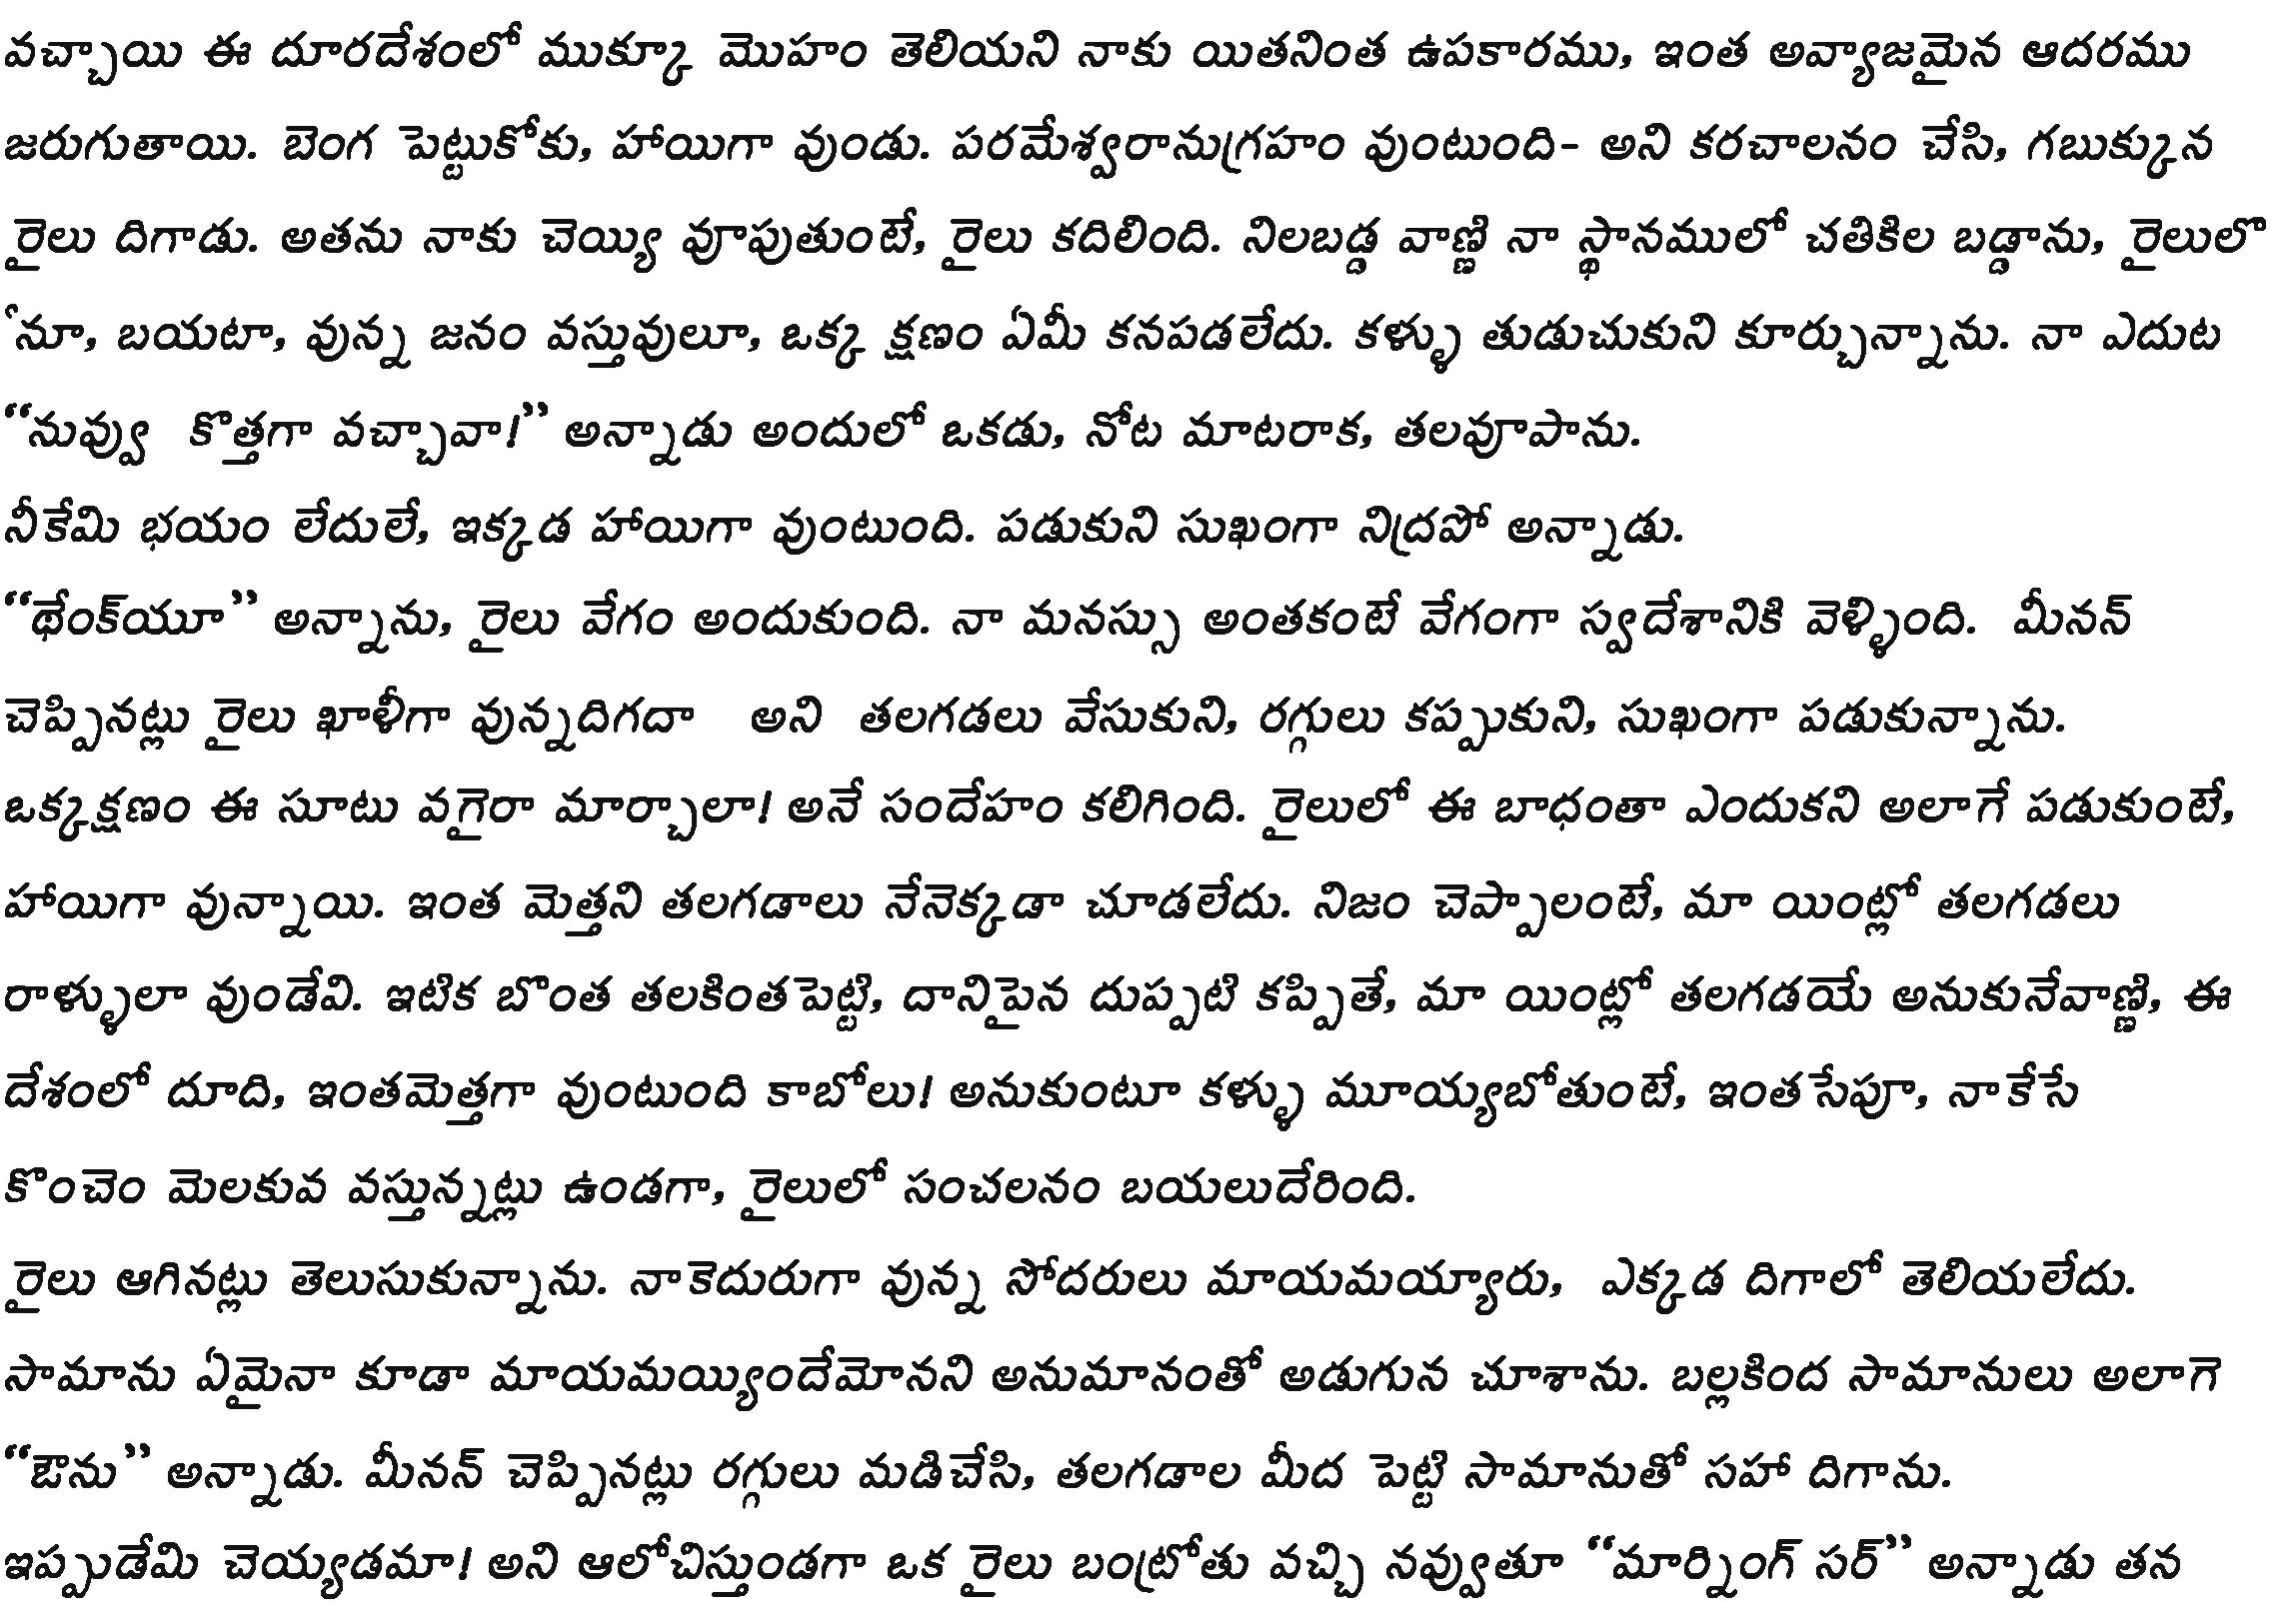 వచ్చాయి ఈ దూరదేశంలో ముక్కూ మొహం తెలియని నాకు యితనింత ఉపకారము, ఇంత అవ్యాజమైన ఆదరము
జరుగుతాయి. బెంగ పెట్టుకోకు, హాయిగా వుండు. పరమేశ్వరానుగ్రహం వుంటుంది- అని కరచాలనం చేసి, గబుక్కున
రైలు దిగాడు. అతను నాకు చెయ్యి వూపుతుంటే, రైలు కదిలింది. నిలబడ్డ వాణ్ణి నా స్థానములో చతికిల బడ్డాను, రైలులొ
ేనూ, బయటా, వున్న జనం వస్తువులూ, ఒక్క క్షణం ఏమీ కనపడలేదు. కళ్ళు తుడుచుకుని కూర్చున్నాను. నా ఎదుట
“నువ్వు కొత్తగా వచ్చావా!” అన్నాడు అందులో ఒకడు, నోట మాటరాక, తలవూపాను.
నీకేమి భయం లేదులే, ఇక్కడ హాయిగా వుంటుంది. పడుకుని సుఖంగా నిద్రపో అన్నాడు.
“థేంక్‌యూ” అన్నాను, రైలు వేగం అందుకుంది. నా మనస్సు అంతకంటే వేగంగా స్వదేశానికి వెళ్ళింది. మీనన్
చెప్పినట్లు రైలు ఖాళీగా వున్నదిగదా అని తలగడలు వేసుకుని, రగ్గులు కప్పుకుని, సుఖంగా పడుకున్నాను.
ఒక్కక్షణం ఈ సూటు వగైరా మార్చాలా! అనే సందేహం కలిగింది. రైలులో ఈ బాధంతా ఎందుకని అలాగే పడుకుంటే,
హాయిగా వున్నాయి. ఇంత మెత్తని తలగడాలు నేనెక్కడా చూడలేదు. నిజం చెప్పాలంటే, మా యింట్లో తలగడలు
రాళ్ళులా వుండేవి. ఇటిక బొంత తలకింతపెట్టి, దానిపైన దుప్పటి కప్పితే, మా యింట్లో తలగడయే అనుకునేవాణ్ణి, ఈ
దేశంలో దూది, ఇంతమెత్తగా వుంటుంది కాబోలు! అనుకుంటూ కళ్ళు మూయ్యబోతుంటే, ఇంతసేపూ, నాకేసే
కొంచెం మెలకువ వస్తున్నట్లు ఉండగా, రైలులో సంచలనం బయలుదేరింది.
రైలు ఆగినట్లు తెలుసుకున్నాను. నాకెదురుగా వున్న సోదరులు మాయమయ్యారు, ఎక్కడ దిగాలో తెలియలేదు.
సామాను ఏమైనా కూడా మాయమయ్యిందేమోనని అనుమానంతో అడుగున చూశాను. బల్లకింద సామానులు అలాగె
“ఔను” అన్నాడు. మీనన్ చెప్పినట్లు రగ్గులు మడిచేసి, తలగడాల మీద పెట్టి సామానుతో సహా దిగాను.
ఇప్పుడేమి చెయ్యడమా! అని ఆలోచిస్తుండగా ఒక రైలు బంట్రోతు వచ్చి నవ్వుతూ “మార్నింగ్ సర్” అన్నాడు తన